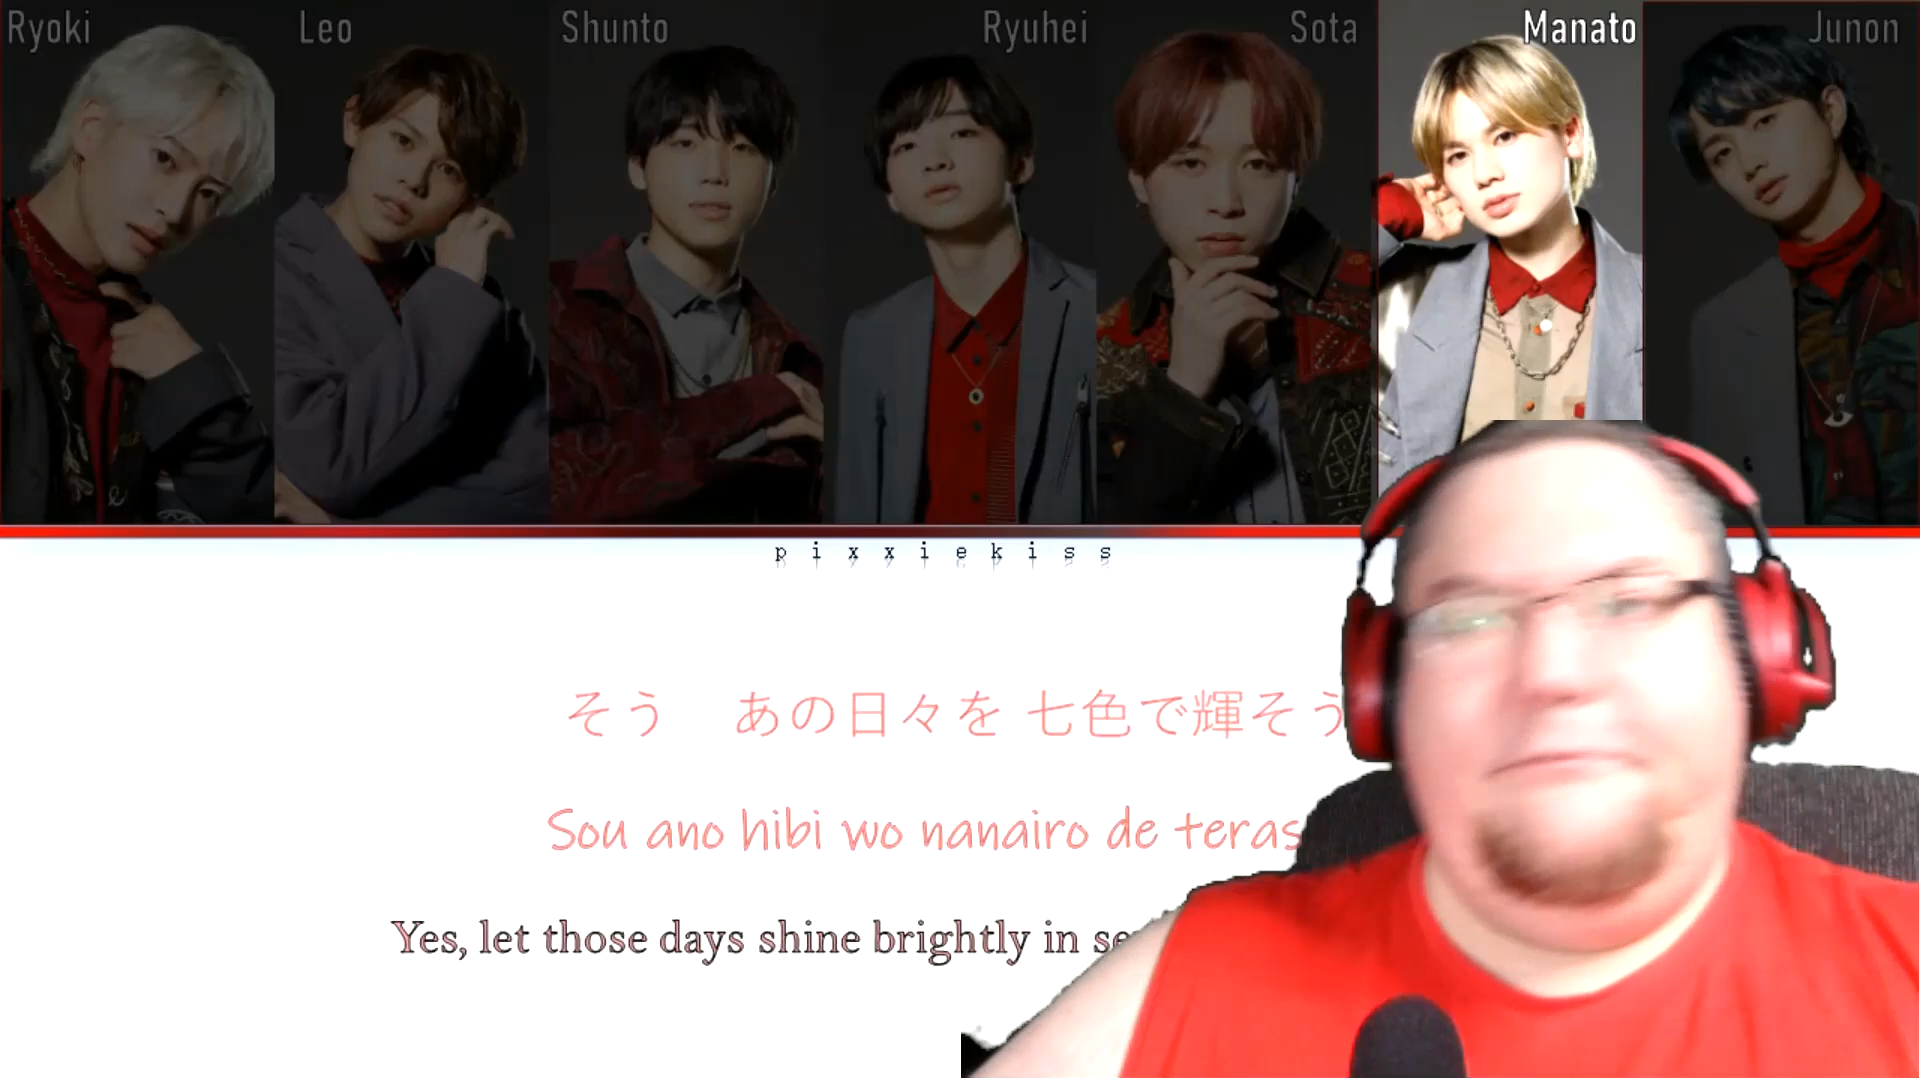 Ryoki Leo Shunto Ryuhei Sota Manato Junon
pixxiekiss
そう あの日々を 七色で輝そう
Sou ano hibi wo nanairo de teras
Yes, let those days shine brightly in se